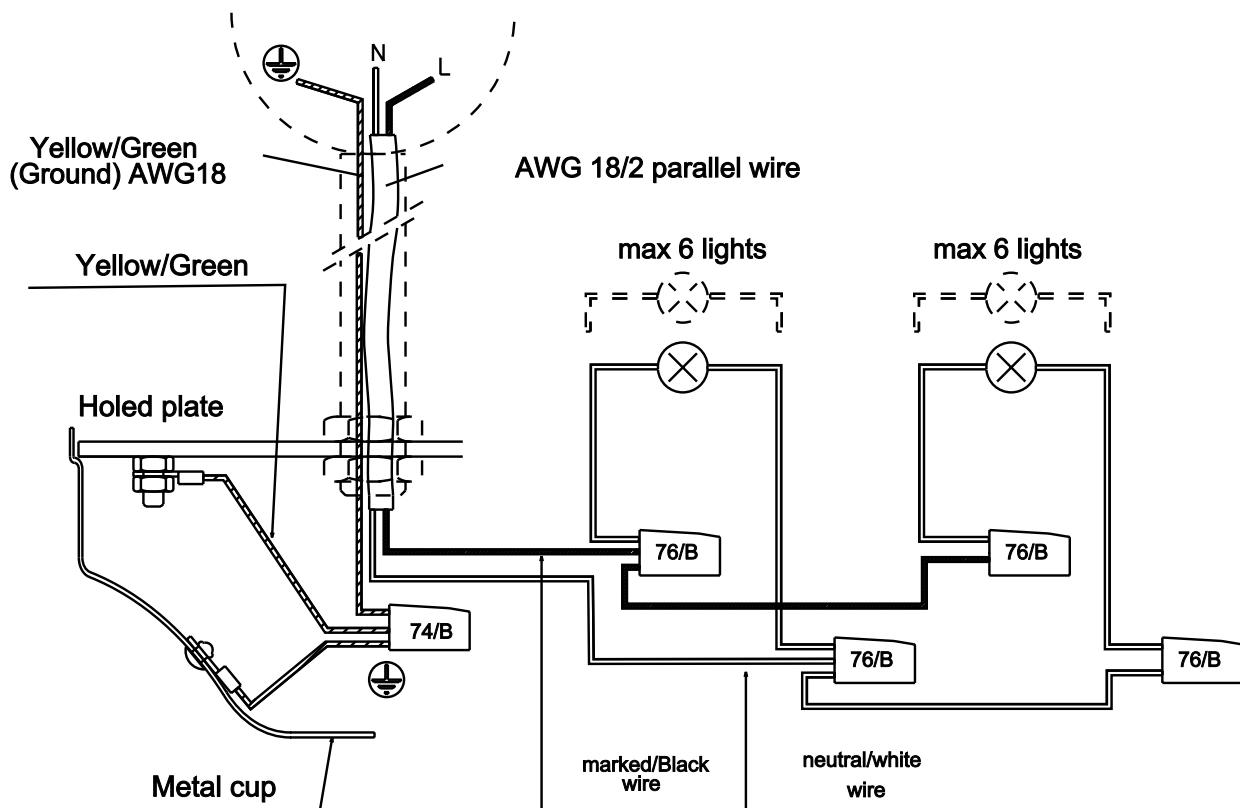 N
L
Yellow/Green
(Ground) AWG18
AWG 18/2 parallel wire
Yellow/Green
max 6 lights
max 6 lights
Holed plate
76/B
76/B
74/B
76/B
76/B
marked/Black
wire
neutral/white
wire
Metal cup